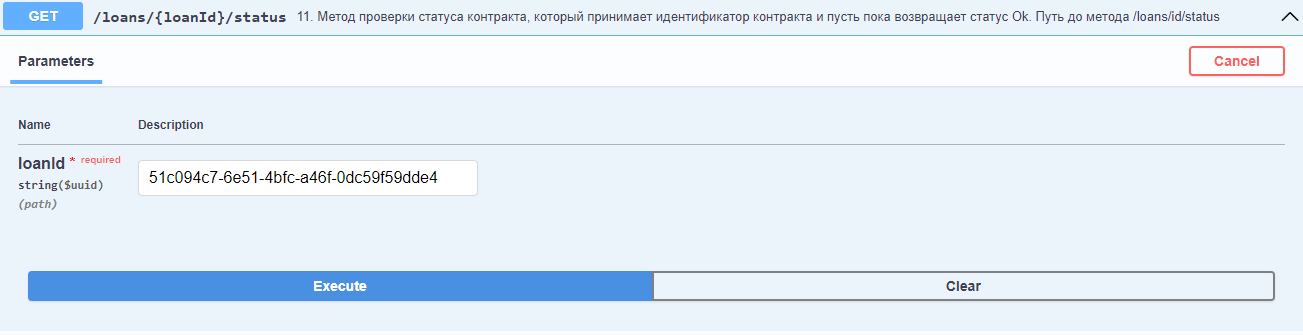 GET /loans/{loanId}/status 11. Метод проверки статуса контракта, который принимает идентификатор контракта и пусть пока возвращает статус Ok. Путь до метода /loans/id/status
Parameters Cancel
Name Description
loanId * required
string($uuid) 51c094c7-6e51-4bfc-a46f-0dc59f59dde4
(path)
Execute Clear